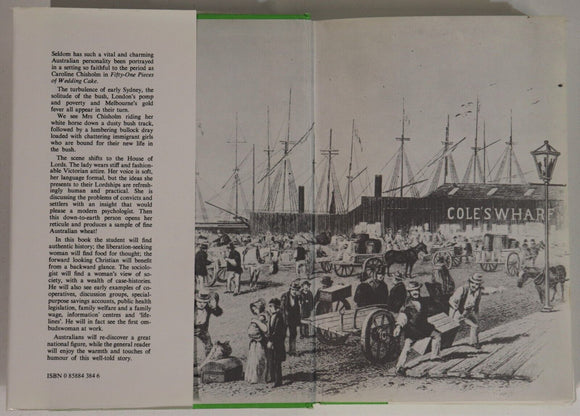 Seldom has such a vital and charming
Australian personality been portrayed
in a setting so faithful to the period as
Caroline Chisholm in Fifty-One Pieces
of Wedding Cake.
The turbulence of early Sydney, the
solitude of the bush, London's pomp
and poverty and Melbourne's gold
fever all appear in their turn.
We see Mrs Chisholm riding her
white horse down a dusty bush track,
followed by a lumbering bullock dray
loaded with chattering immigrant girls
who are bound for their new life in
the bush.
The scene shifts to the House of
Lords. The lady wears stiff and fashion-
able Victorian attire. Her voice is soft,
her language formal, but the ideas she
presents to their Lordships are refresh-
ingly human and practical. She is
discussing the problems of convicts and
settlers with an insight that would
please a modern psychologist. Then
this down-to-earth person opens her
reticule and produces a sample of fine
Australian wheat!
In this book the student will find
authentic history; the liberation-seeking
woman will find food for thought; the
forward looking Christian will benefit
from a backward glance. The sociolo-
gist will find a woman's view of so-
ciety, with a wealth of case-histories.
He will also see early examples of co-
operatives, discussion groups, special-
purpose savings accounts, public health
legislation, family welfare and a family
wage, information centres and 'life-
lines'. He will in fact see the first om-
budswoman at work.
Australians will re-discover a great
national figure, while the general reader
will enjoy the warmth and touches of
humour of this well-told story.
ISBN 0 85884 384 6
COLE'S WHARF